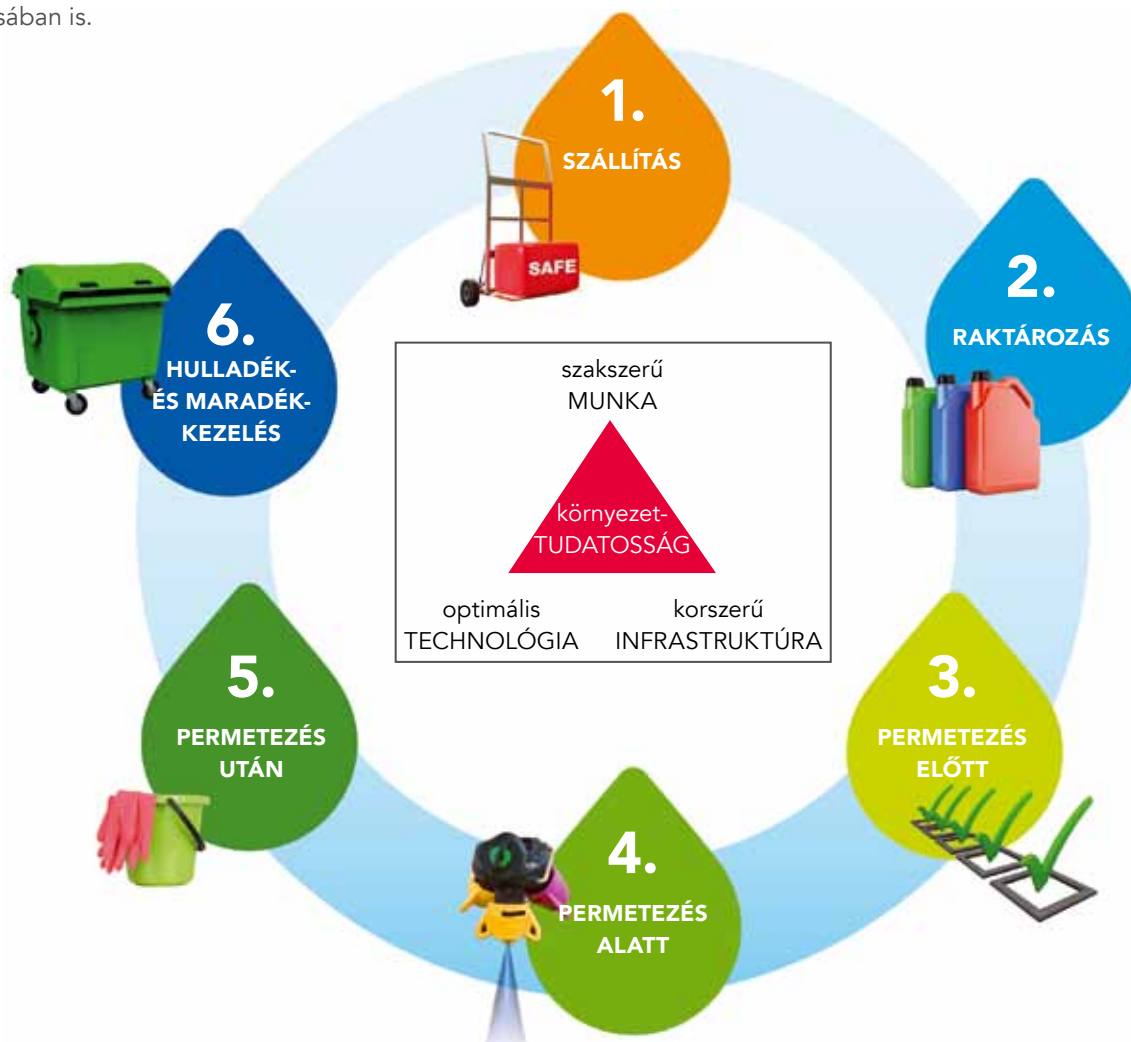 sában is.
1.
SZÁLLÍTÁS
SAFE
2.
RAKTÁROZÁS
3.
PERMETEZÉS
ELŐTT
4.
PERMETEZÉS
ALATT
5.
PERMETEZÉS
UTÁN
6.
HULLADÉK-
ÉS MARADÉK-
KEZELÉS
szakszerű
MUNKA
környezet-
TUDATOSSÁG
optimális
TECHNOLÓGIA
korszerű
INFRASTRUKTÚRA